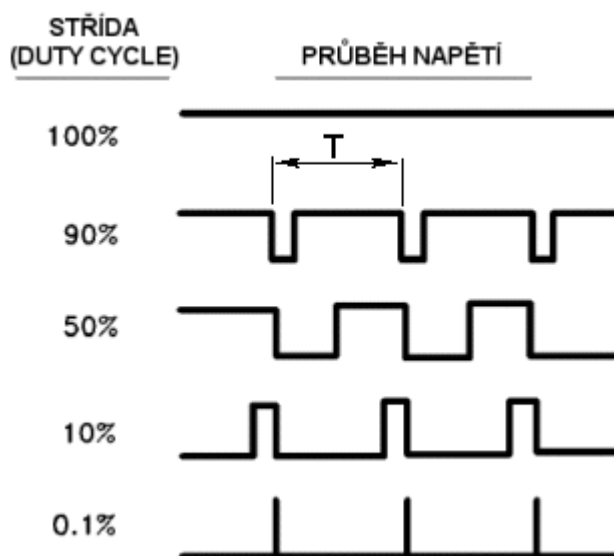 STŘÍDA
(DUTY CYCLE)
PRŮBĚH NAPĚTÍ
100%
T
90%
50%
10%
0.1%